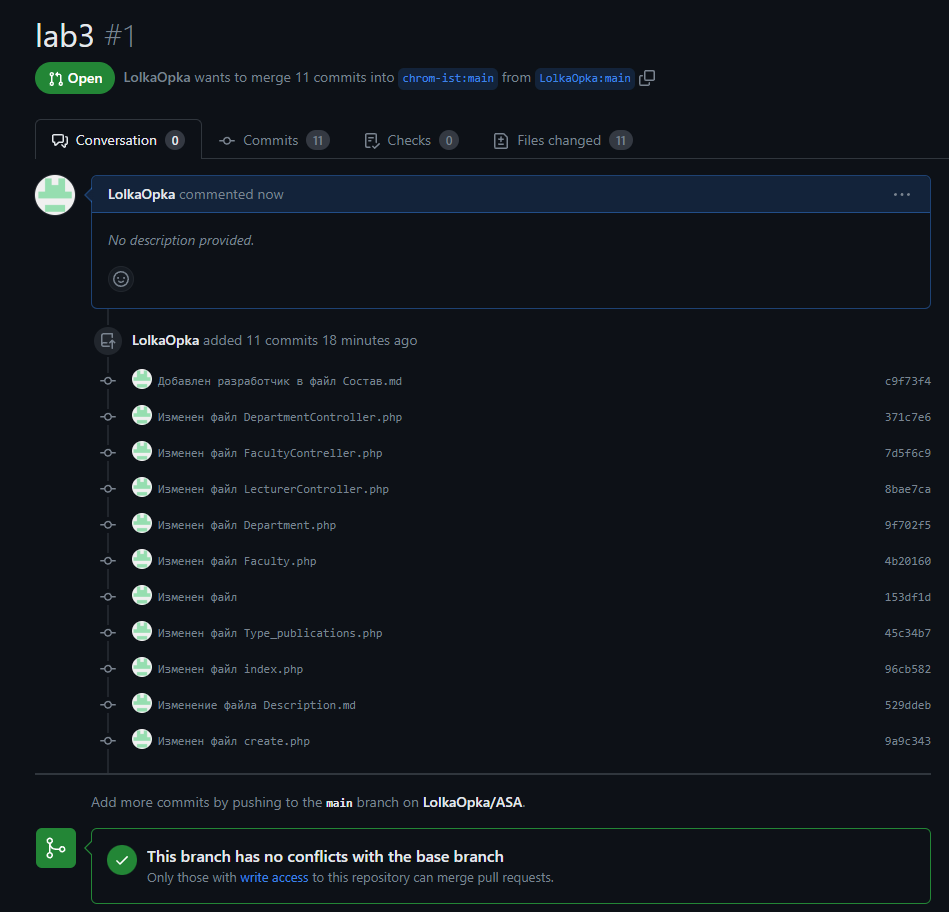 lab3 #1
Open LolkaOpka wants to merge 11 commits into chrom-ist:main from LolkaOpka:main
Conversation 0 Commits 11 Checks 0 Files changed 11
LolkaOpka commented now
No description provided.
LolkaOpka added 11 commits 18 minutes ago
Добавлен разработчик в файл Состав.md c9f73f4
Изменен файл DepartmentController.php 371c7e6
Изменен файл FacultyContreller.php 7d5f6c9
Изменен файл LecturerController.php 8bae7ca
Изменен файл Department.php 9f702f5
Изменен файл Faculty.php 4b20160
Изменен файл 153df1d
Изменен файл Type_publications.php 45c34b7
Изменен файл index.php 96cb582
Изменение файла Description.md 529ddeb
Изменен файл create.php 9a9c343
Add more commits by pushing to the main branch on LolkaOpka/ASA.
This branch has no conflicts with the base branch
Only those with write access to this repository can merge pull requests.